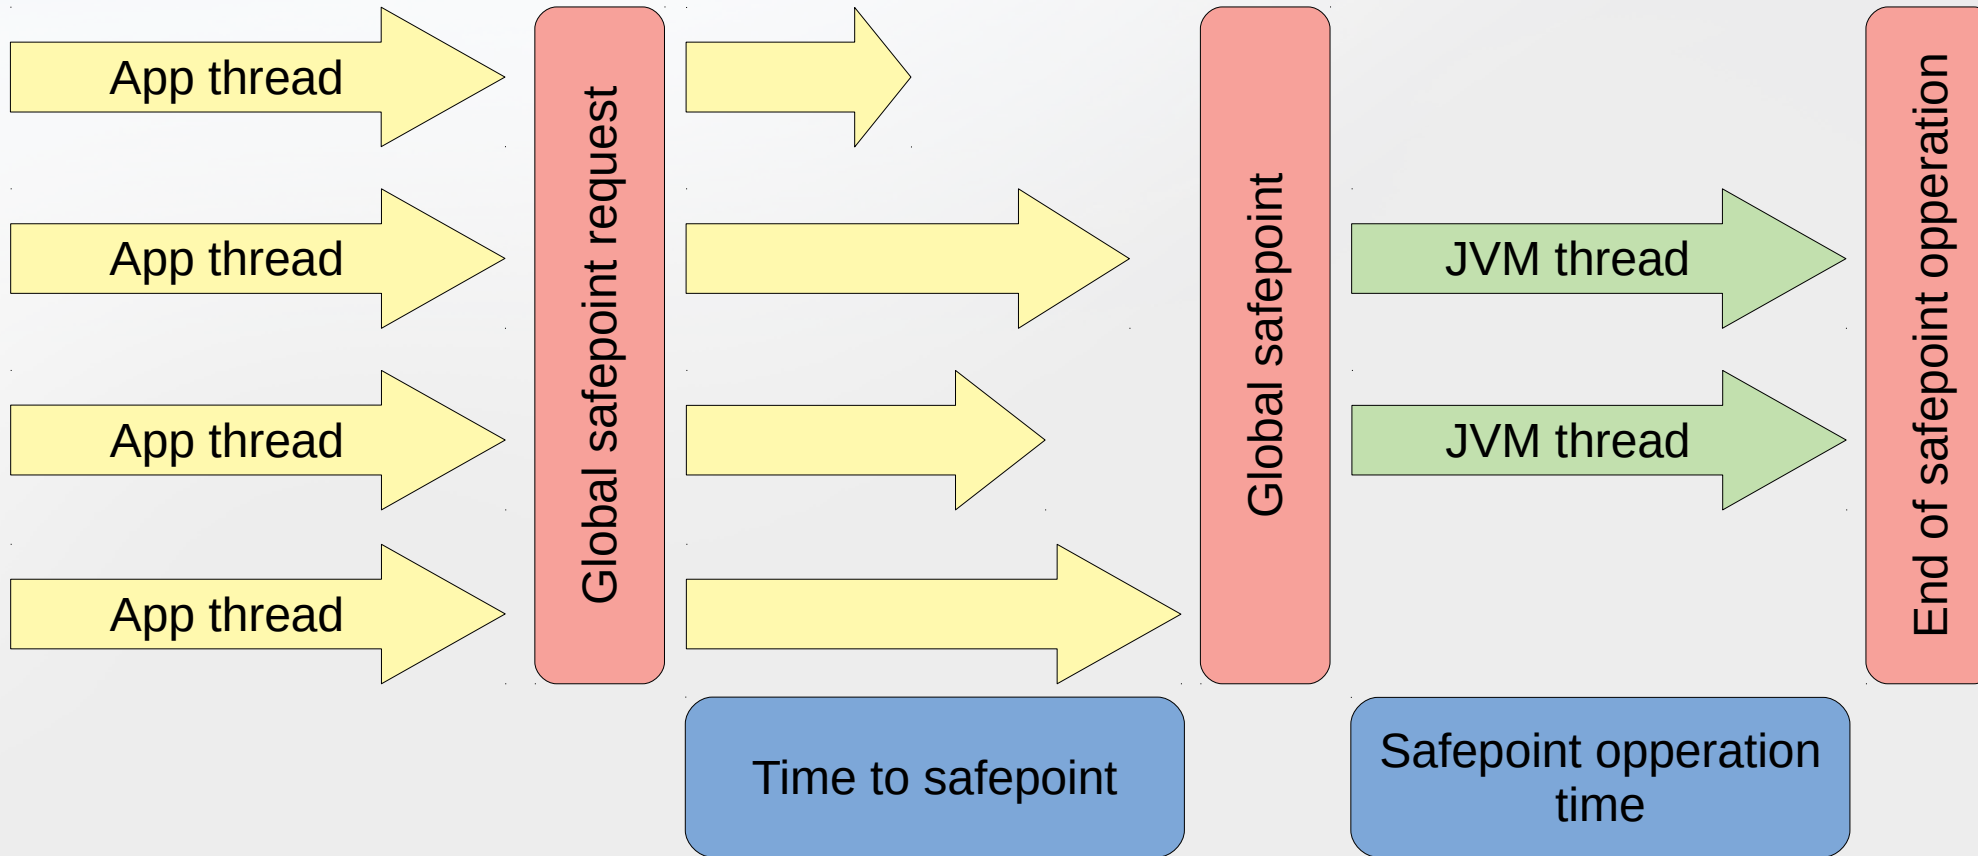 App thread
App thread
App thread
App thread
Global safepoint request
Global safepoint
JVM thread
JVM thread
End of safepoint opperation
Time to safepoint
Safepoint opperation
time